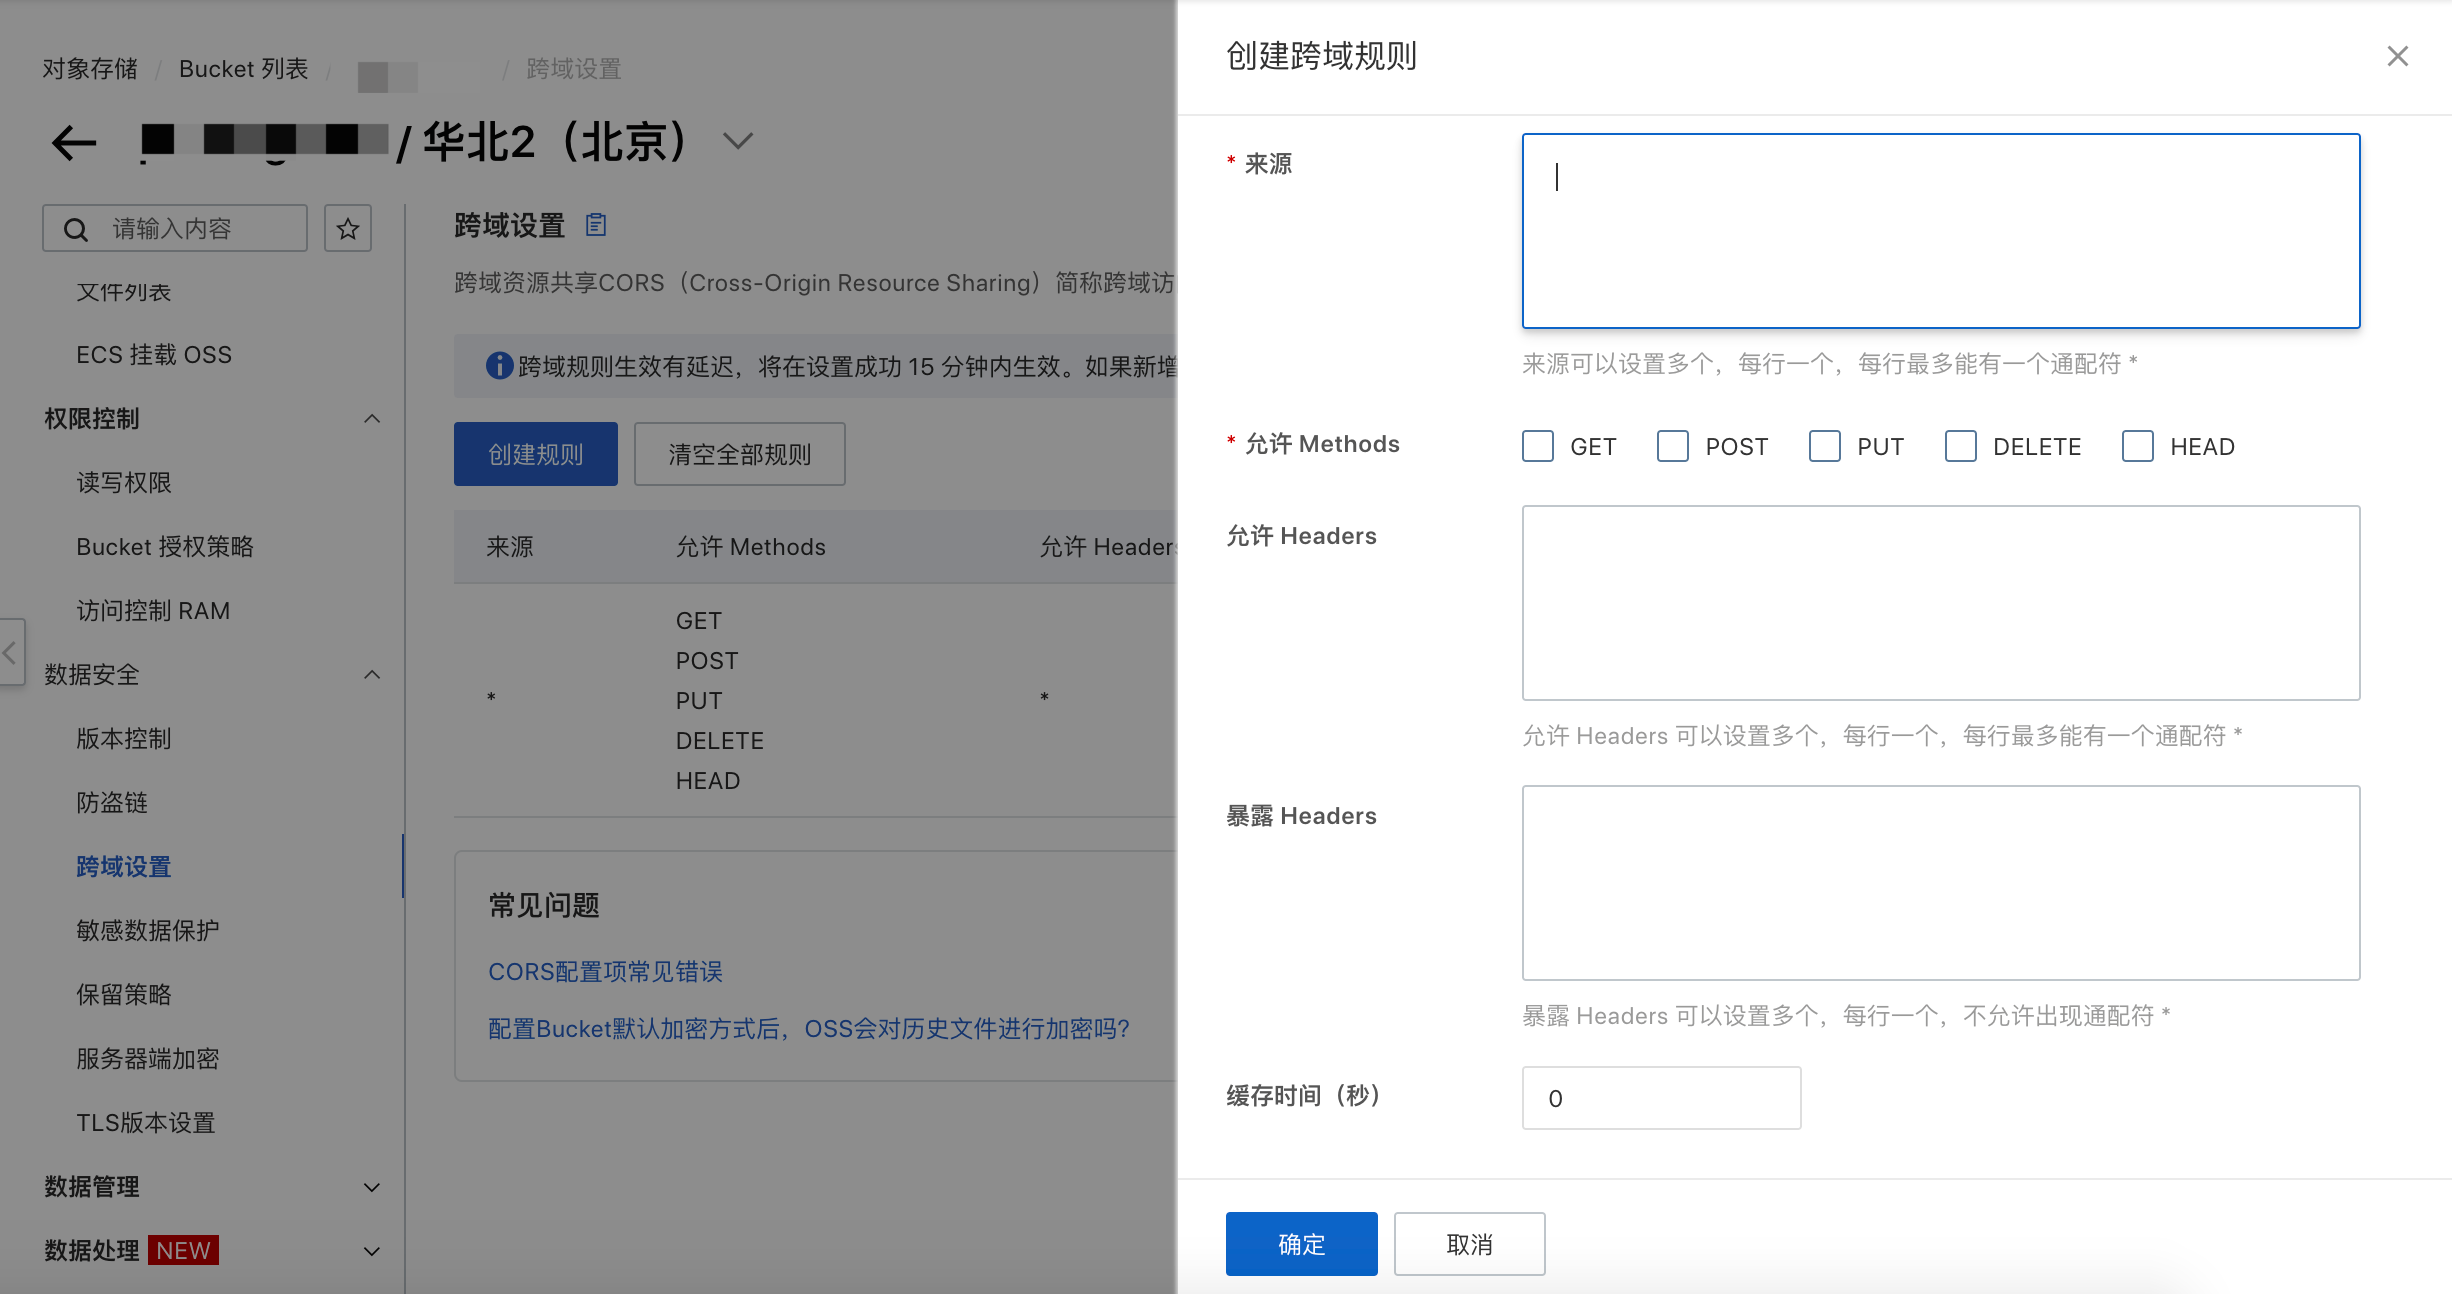 对象存储 / Bucket 列表 / / 跨域设置
/ 华北2（北京）
请输入内容
文件列表
ECS 挂载 OSS
权限控制
读写权限
Bucket 授权策略
访问控制 RAM
数据安全
版本控制
防盗链
跨域设置
敏感数据保护
保留策略
服务器端加密
TLS版本设置
数据管理
数据处理 NEW
跨域设置
跨域资源共享CORS（Cross-Origin Resource Sharing）简称跨域访
跨域规则生效有延迟，将在设置成功 15 分钟内生效。如果新增
创建规则 清空全部规则
来源 允许 Methods 允许 Headers
GET
POST
* PUT *
DELETE
HEAD
常见问题
CORS配置项常见错误
配置Bucket默认加密方式后，OSS会对历史文件进行加密吗?
创建跨域规则
* 来源
来源可以设置多个，每行一个，每行最多能有一个通配符 *
* 允许 Methods GET POST PUT DELETE HEAD
允许 Headers
允许 Headers 可以设置多个，每行一个，每行最多能有一个通配符 *
暴露 Headers
暴露 Headers 可以设置多个，每行一个，不允许出现通配符 *
缓存时间（秒） 0
确定 取消